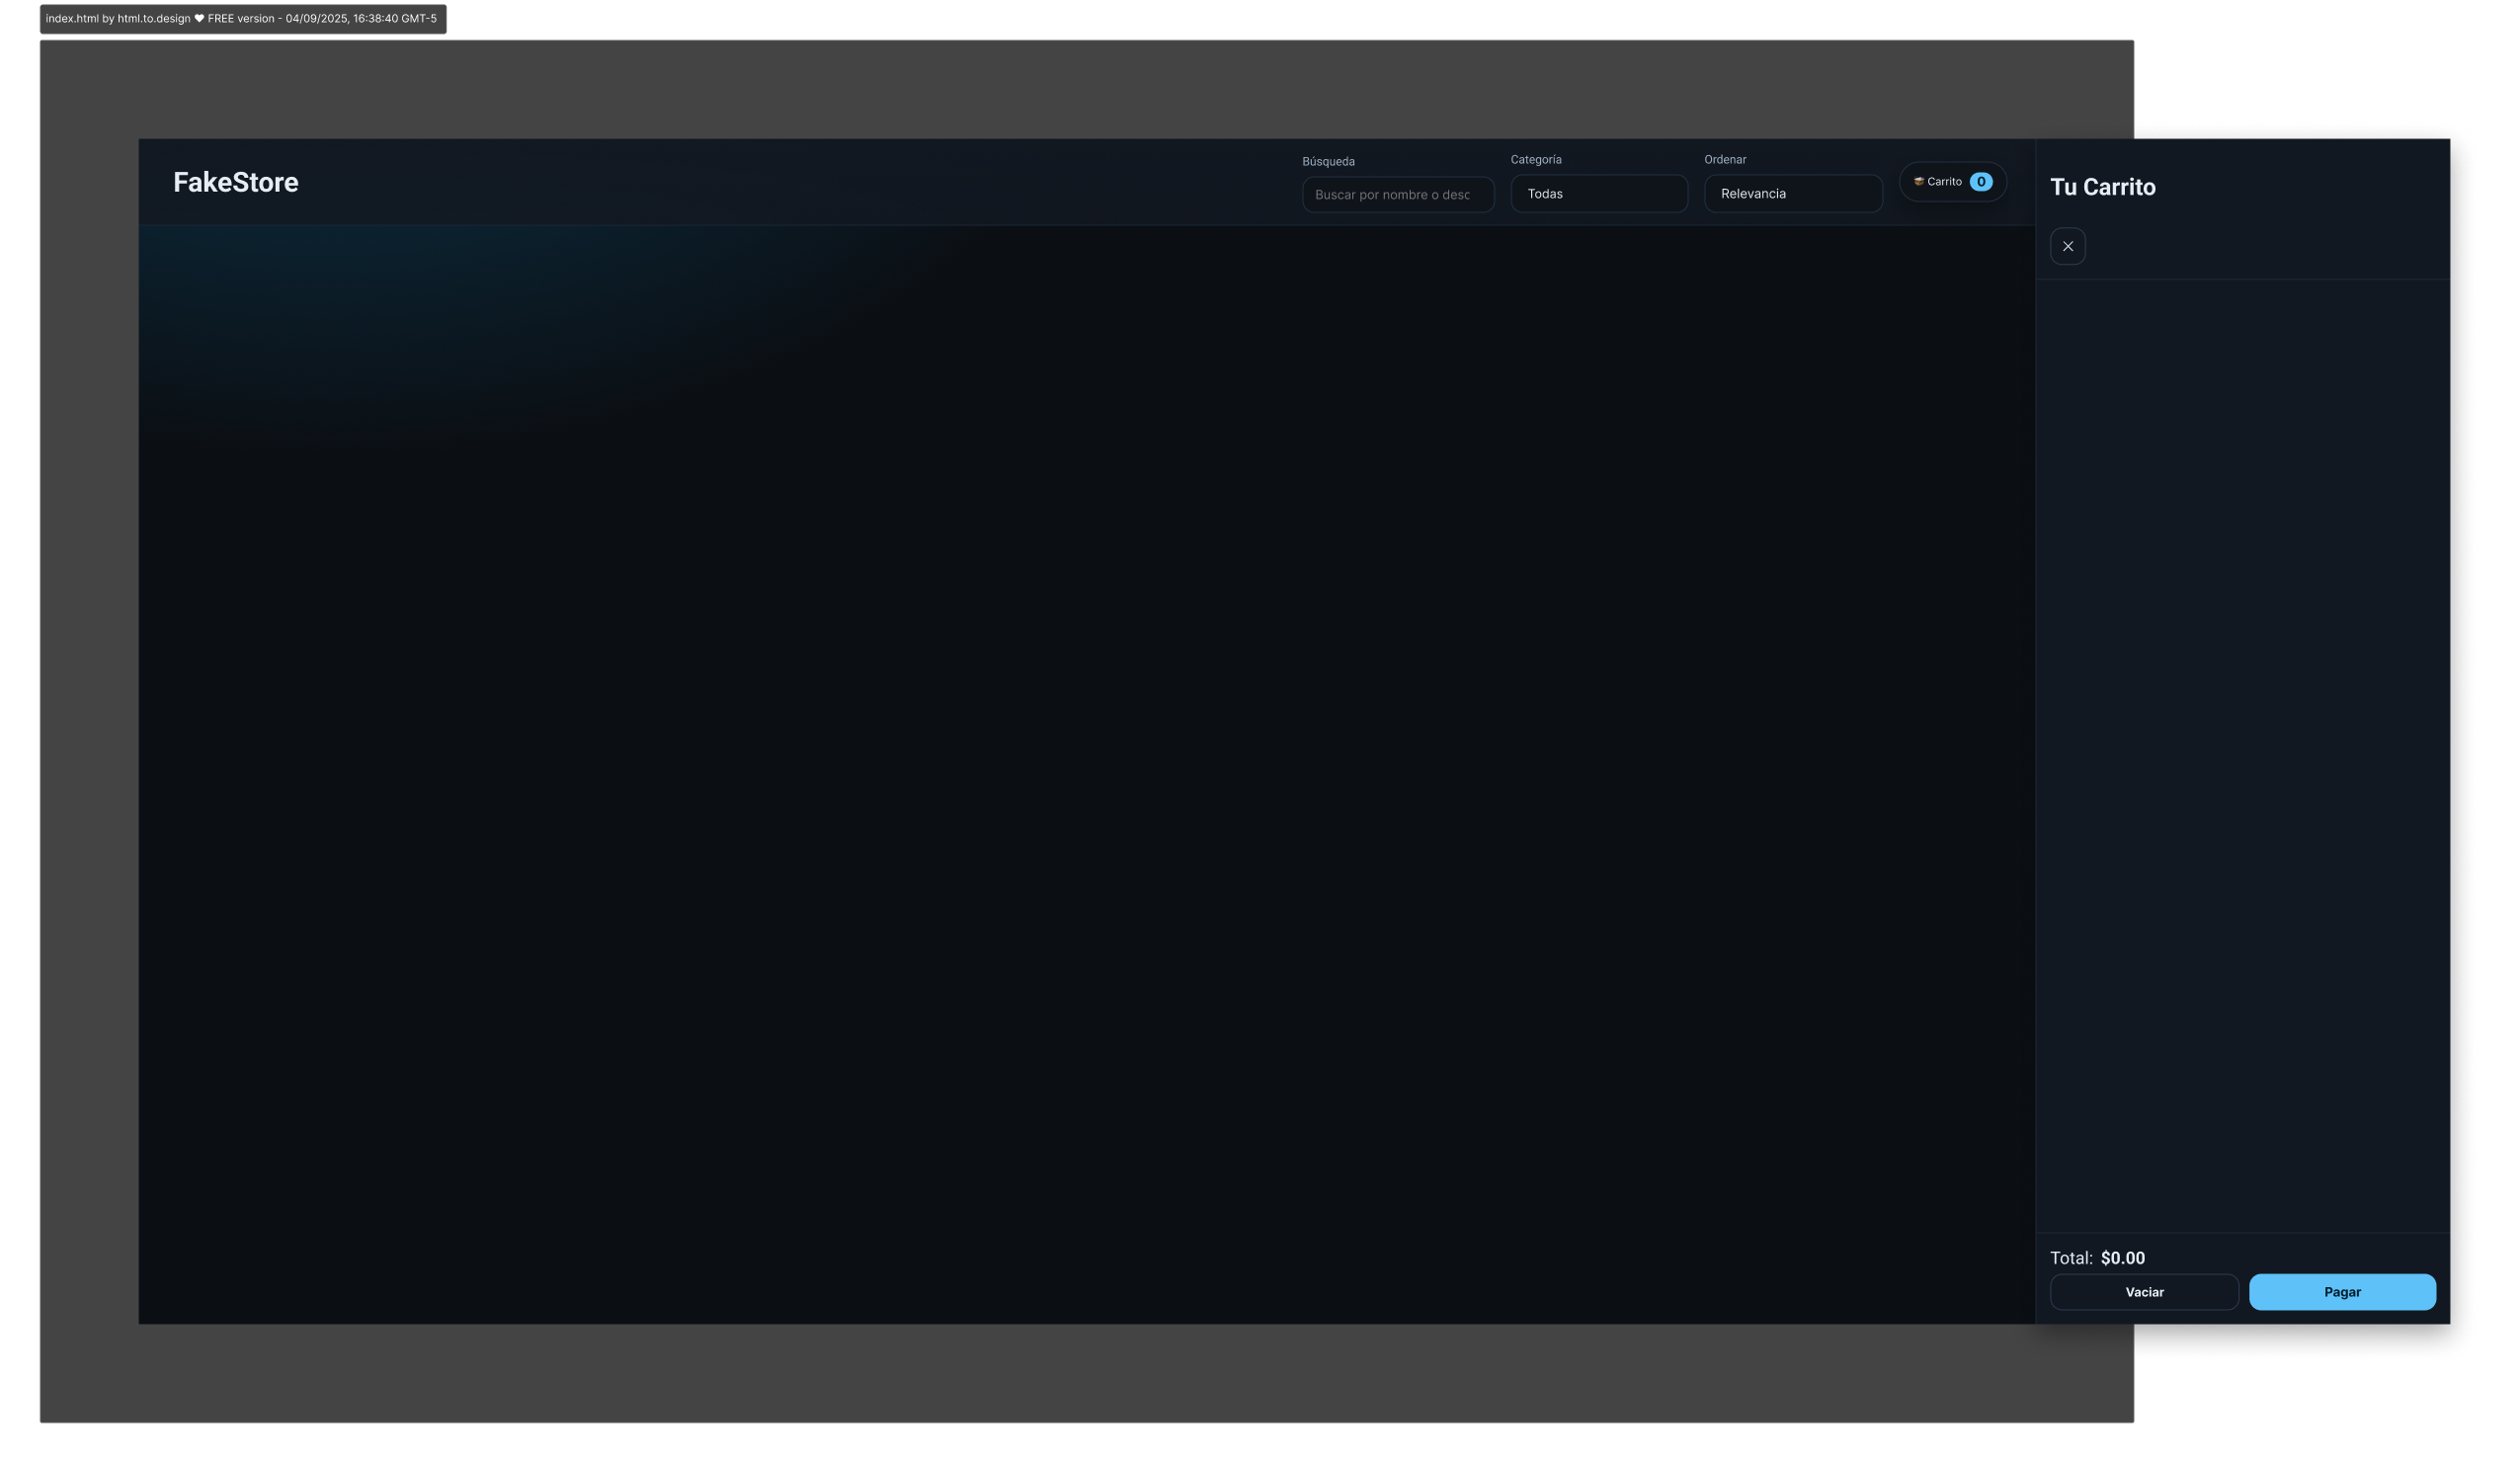 index.html by html.to.design ❤ FREE version - 04/09/2025, 16:38:40 GMT-5
FakeStore
Búsqueda
Buscar por nombre o desc
Categoría
Todas
Ordenar
Relevancia
Carrito 0
Tu Carrito
Total: $0.00
Vaciar
Pagar